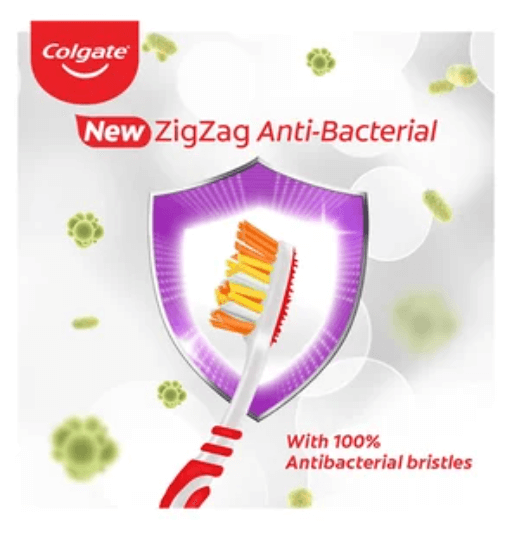 Colgate
New ZigZag Anti-Bacterial
With 100%
Antibacterial bristles